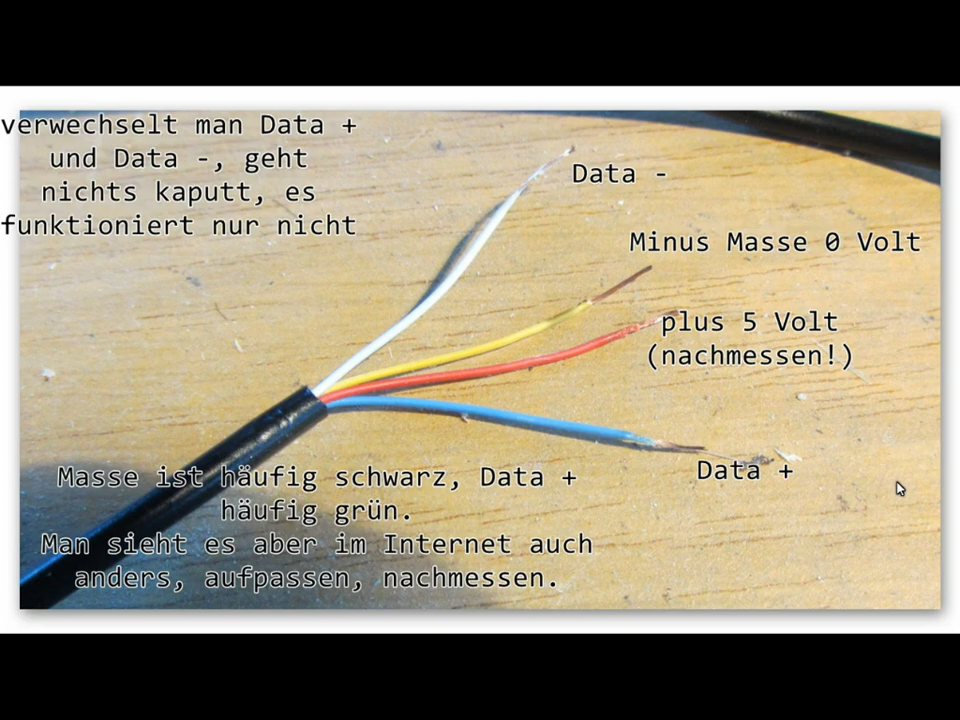 verwechselt man Data +
und Data -, geht
nichts kaputt, es
funktioniert nur nicht
Data -
Minus Masse 0 Volt
plus 5 Volt
(nachmessen!)
Data +
Masse ist häufig schwarz, Data +
häufig grün.
Man sieht es aber im Internet auch
anders, aufpassen, nachmessen.